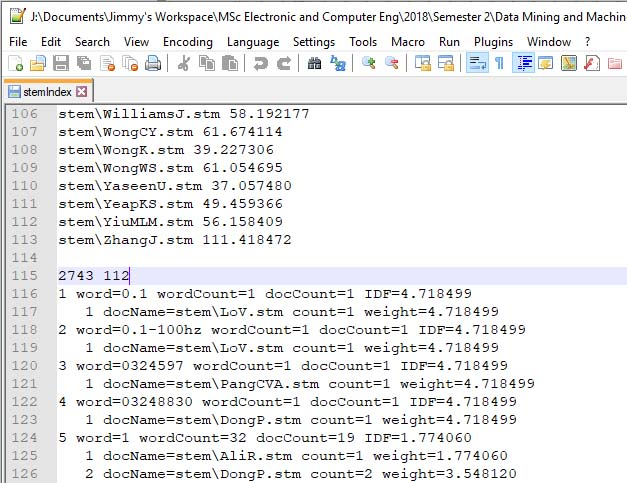 J:\Documents\Jimmy's Workspace\MSc Electronic and Computer Eng\2018\Semester 2\Data Mining and Machin
File Edit Search View Encoding Language Settings Tools Macro Run Plugins Window ?
stemIndex
106 stem\WilliamsJ.stm 58.192177
107 stem\WongCY.stm 61.674114
108 stem\WongK.stm 39.227306
109 stem\WongWS.stm 61.054695
110 stem\YaseenU.stm 37.057480
111 stem\YeapKS.stm 49.459366
112 stem\YiuMLM.stm 56.158409
113 stem\ZhangJ.stm 111.418472
114
115 2743 112
116 1 word=0.1 wordCount=1 docCount=1 IDF=4.718499
117 1 docName=stem\LoV.stm count=1 weight=4.718499
118 2 word=0.1-100hz wordCount=1 docCount=1 IDF=4.718499
119 1 docName=stem\LoV.stm count=1 weight=4.718499
120 3 word=0324597 wordCount=1 docCount=1 IDF=4.718499
121 1 docName=stem\PangCVA.stm count=1 weight=4.718499
122 4 word=03248830 wordCount=1 docCount=1 IDF=4.718499
123 1 docName=stem\DongP.stm count=1 weight=4.718499
124 5 word=1 wordCount=32 docCount=19 IDF=1.774060
125 1 docName=stem\AliR.stm count=1 weight=1.774060
126 2 docName=stem\DongP.stm count=2 weight=3.548120